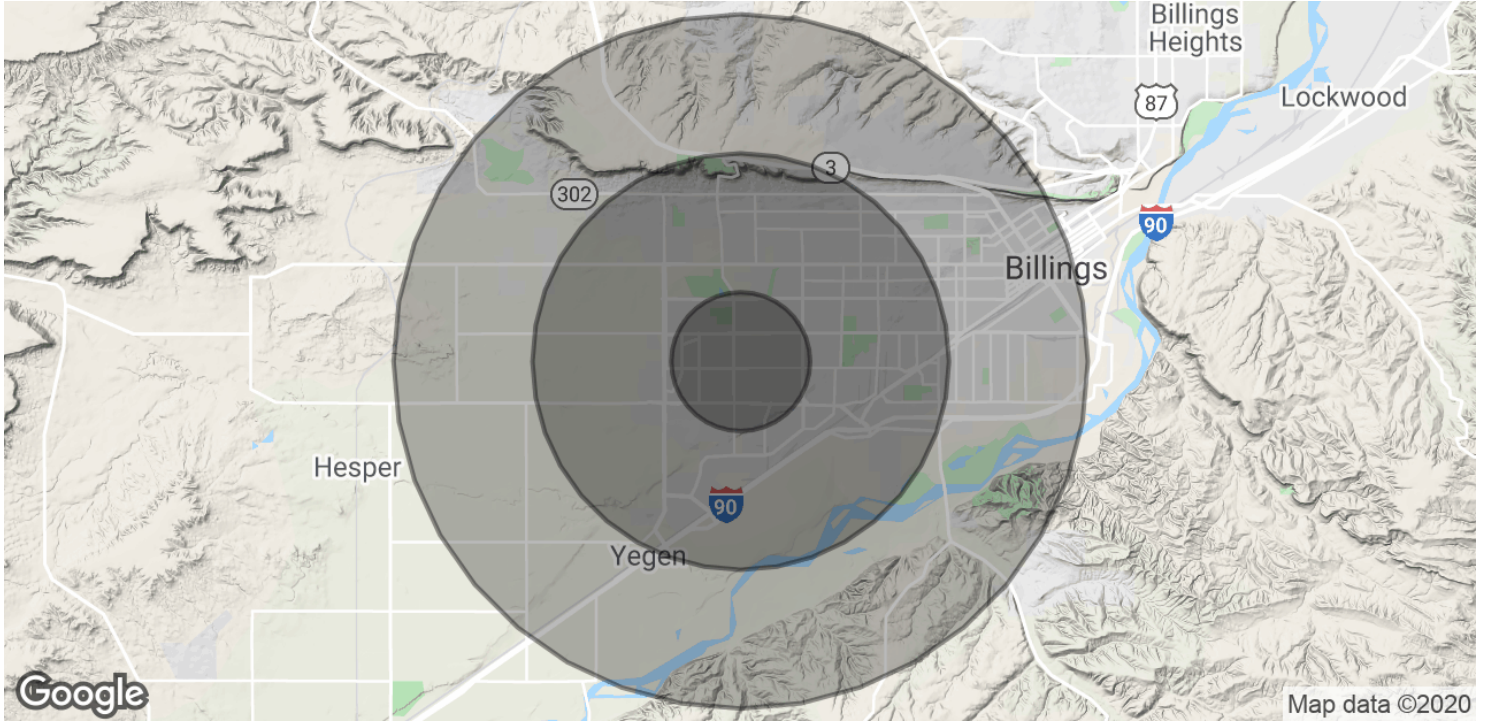 Billings
Heights
87
Lockwood
3
302
90
Billings
Hesper
90
Yegen
Google
Map data ©2020